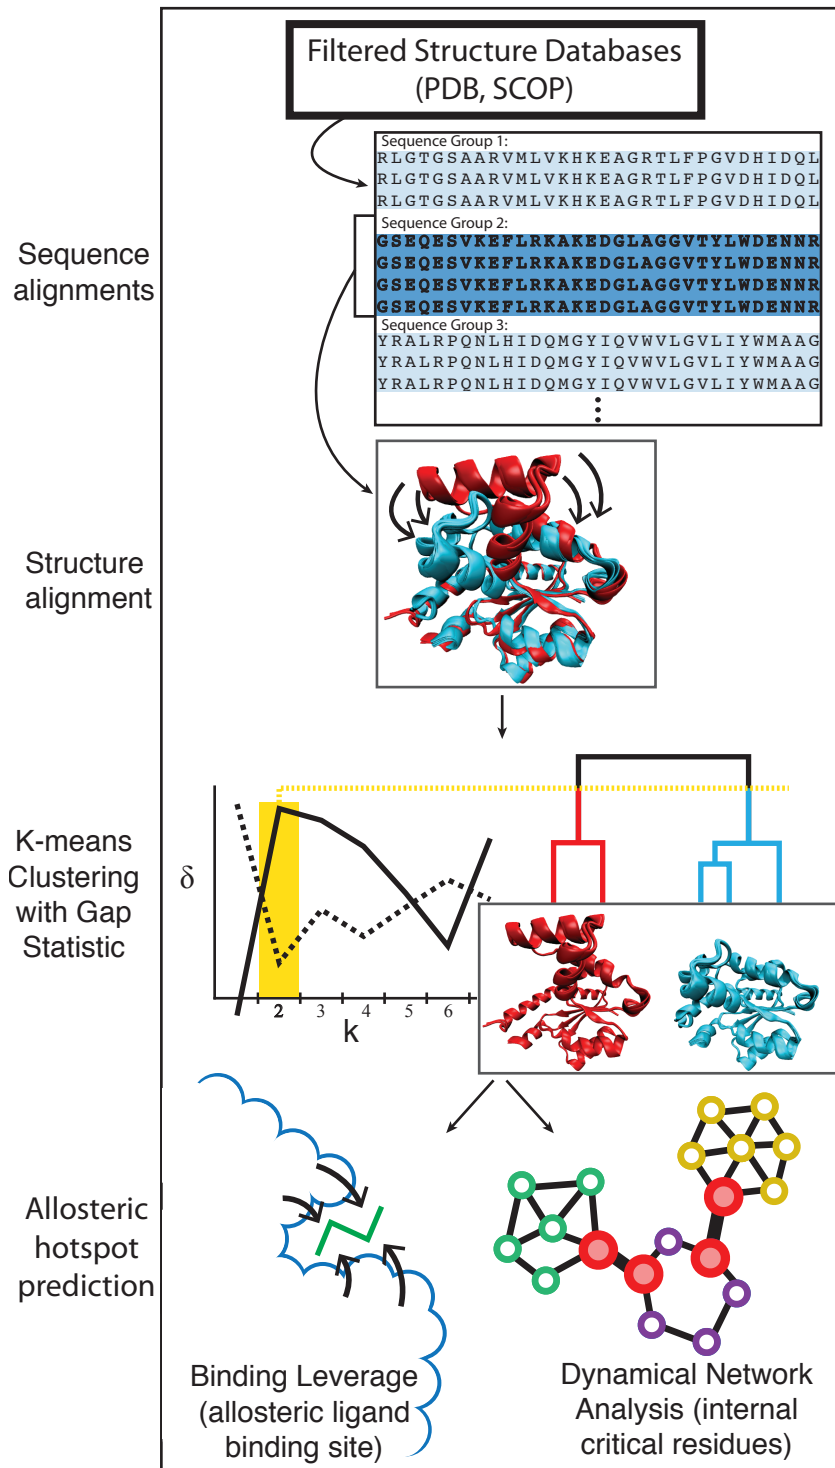 Filtered Structure Databases
(PDB, SCOP)
Sequence
alignments
Sequence Group 1:
RLGTGSAARVMLVKHKEAGRTLFPGVDHIDQL
RLGTGSAARVMLVKHKEAGRTLFPGVDHIDQL
RLGTGSAARVMLVKHKEAGRTLFPGVDHIDQL
Sequence Group 2:
GSEQESVKEFLRKAKEDGLAGGVTYLWDENNR
GSEQESVKEFLRKAKEDGLAGGVTYLWDENNR
GSEQESVKEFLRKAKEDGLAGGVTYLWDENNR
GSEQESVKEFLRKAKEDGLAGGVTYLWDENNR
Sequence Group 3:
YRALRPQNLHIDQMGYIQVWVLGVLIYWMAAG
YRALRPQNLHIDQMGYIQVWVLGVLIYWMAAG
YRALRPQNLHIDQMGYIQVWVLGVLIYWMAAG
Structure
alignment
K-means
Clustering
with Gap
Statistic
δ
2 3 4 5 6
k
Allosteric
hotspot
prediction
Binding Leverage
(allosteric ligand
binding site)
Dynamical Network
Analysis (internal
critical residues)